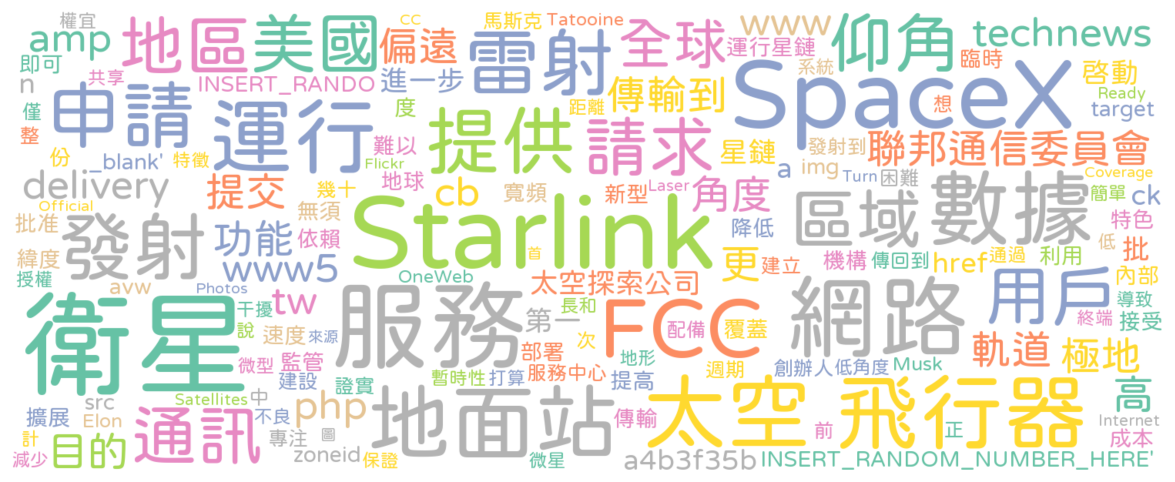 權宜 CC 馬斯克 Tatooine
amp 地區 美國 偏遠 雷射 全球 運行星鏈 仰角 technews
即可 共享 INSERT_RANDO 進一步 系統 臨時 啓動
n 申請 運行 度 距離 傳輸到 SpaceX 想 Ready
僅 難以 提供 請求 發射到 target
整 份 _blank' 特徵 Flickr 地球 星鏈 聯邦通信委員會
delivery 提交 幾十 cb 寬頻 新型 Laser 角度 a img Turn 困難 Coverage
Official 無須 Starlink 降低 區域 數據 簡單 ck
批准 發射 功能 依賴 特色 低 批
緯度 www5 更 建立 機構 傳回到 href 通過 利用
授權 avw Photos OneWeb 首 太空探索公司 用戶 內部
衛星 tw 干擾 服務 長和 FCC 配備 覆蓋 網路 導致
說 速度 來源 第一 次 終端 接受
微型 監管 部署 地形 軌道 極地
建設 證實 暫時性 打算 服務中心 提高 週期 創辦人低角度 Musk
擴展 src Satellites 中 php 地面站 傳輸 太空 飛行器 高
Elon 通訊 不良 前 正 Internet
計 目的 專注 圖 成本
減少 zoneid 保證 微星 a4b3f35b INSERT_RANDOM_NUMBER_HERE'